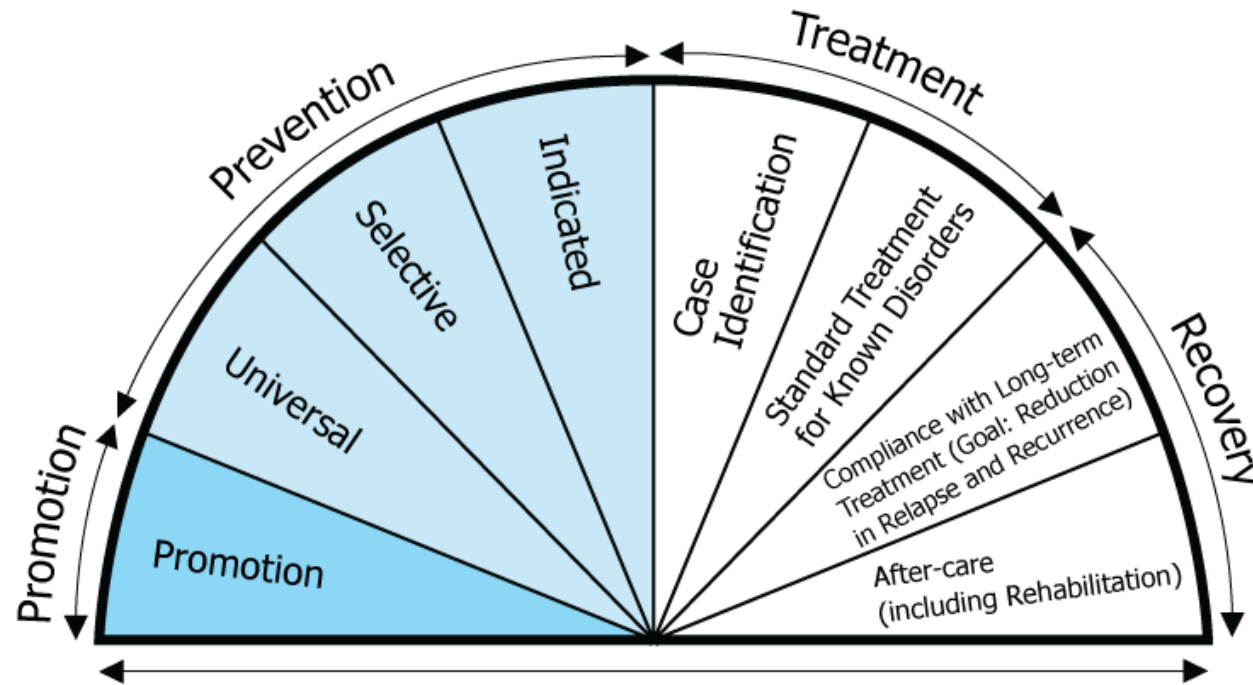 Promotion
Prevention
Treatment
Recovery
Promotion
Universal
Selective
Indicated
Case
Identification
Standard Treatment
for Known Disorders
Compliance with Long-term
Treatment (Goal: Reduction
in Relapse and Recurrence)
After-care
(including Rehabilitation)